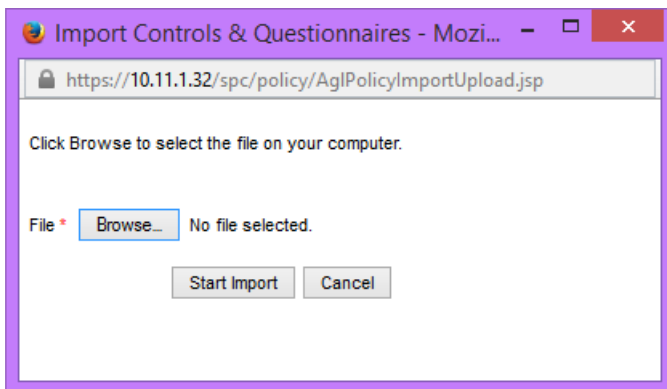 Import Controls & Questionnaires - Mozi...
https://10.11.1.32/spc/policy/AglPolicyImportUpload.jsp
Click Browse to select the file on your computer.
File * Browse... No file selected.
Start Import Cancel